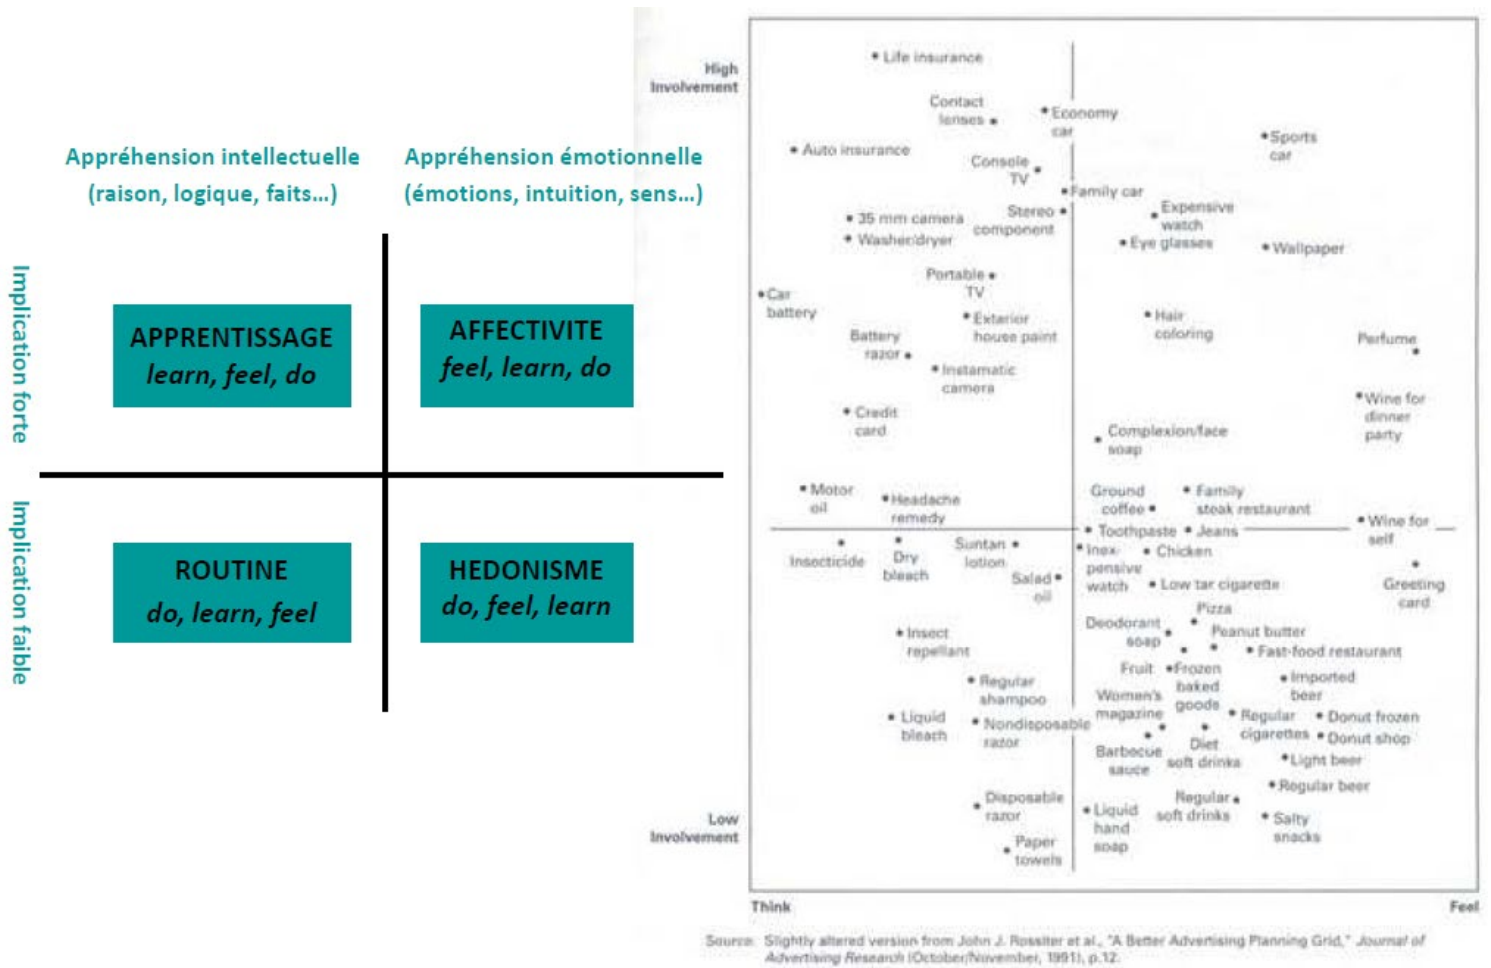 Appréhension intellectuelle
(raison, logique, faits...)
Appréhension émotionnelle
(émotions, intuition, sens...)
Implication forte
APPRENTISSAGE
learn, feel, do
AFFECTIVITE
feel, learn, do
Implication faible
ROUTINE
do, learn, feel
HEDONISME
do, feel, learn
High
Involvement
Life insurance
Contact
lenses
Economy
car
Sports
car
Auto insurance
Console
TV
Family car
35 mm camera
Stereo
component
Expensive
watch
Washer/dryer
Eye glasses
Wallpaper
Portable
TV
Car
battery
Exterior
house paint
Hair
coloring
Battery
razor
Perfume
Instamatic
camera
Credit
card
Wine for
dinner
party
Complexion/face
soap
Motor
oil
Headache
remedy
Ground
coffee
Family
steak restaurant
Toothpaste
Jeans
Wine for
self
Insecticide
Dry
bleach
Suntan
lotion
Inex-
pensive
watch
Chicken
Salad
oil
Low tar cigarette
Greeting
card
Pizza
Deodorant
soap
Peanut butter
Insect
repellant
Fast-food restaurant
Fruit
Frozen
baked
goods
Imported
beer
Regular
shampoo
Women's
magazine
Liquid
bleach
Nondisposable
razor
Regular
cigarettes
Donut frozen
Donut shop
Barbecue
sauce
Diet
soft drinks
Light beer
Regular beer
Disposable
razor
Liquid
hand
soap
Regular
soft drinks
Salty
snacks
Paper
towels
Low
Involvement
Think
Feel
Source: Slightly altered version from John J. Rossiter et al., "A Better Advertising Planning Grid," Journal of
Advertising Research (October/November, 1991), p.12.